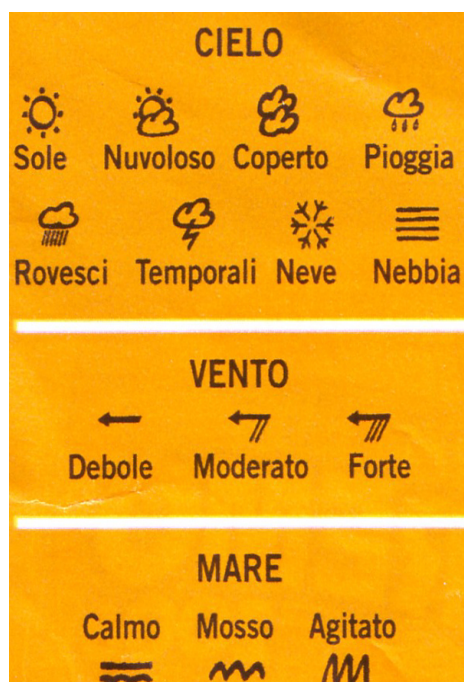 CIELO
Sole Nuvoloso Coperto Pioggia
Rovesci Temporali Neve Nebbia
VENTO
Debole Moderato Forte
MARE
Calmo Mosso Agitato